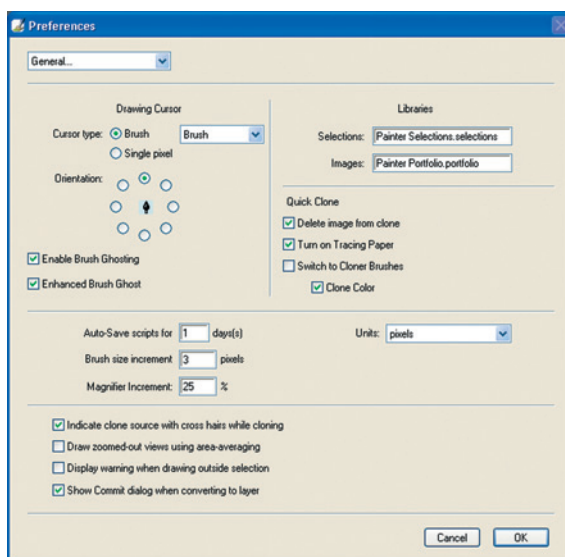 Preferences
General...
Drawing Cursor
Cursor type: Brush Brush
Single pixel
Orientation:
Enable Brush Ghosting
Enhanced Brush Ghost
Libraries
Selections: Painter Selections.selections
Images: Painter Portfolio.portfolio
Quick Clone
Delete image from clone
Turn on Tracing Paper
Switch to Cloner Brushes
Clone Color
Auto-Save scripts for 1 days(s)
Brush size increment 3 pixels
Magnifier Increment: 25 %
Units: pixels
Indicate clone source with cross hairs while cloning
Draw zoomed-out views using area-averaging
Display warning when drawing outside selection
Show Commit dialog when converting to layer
Cancel OK